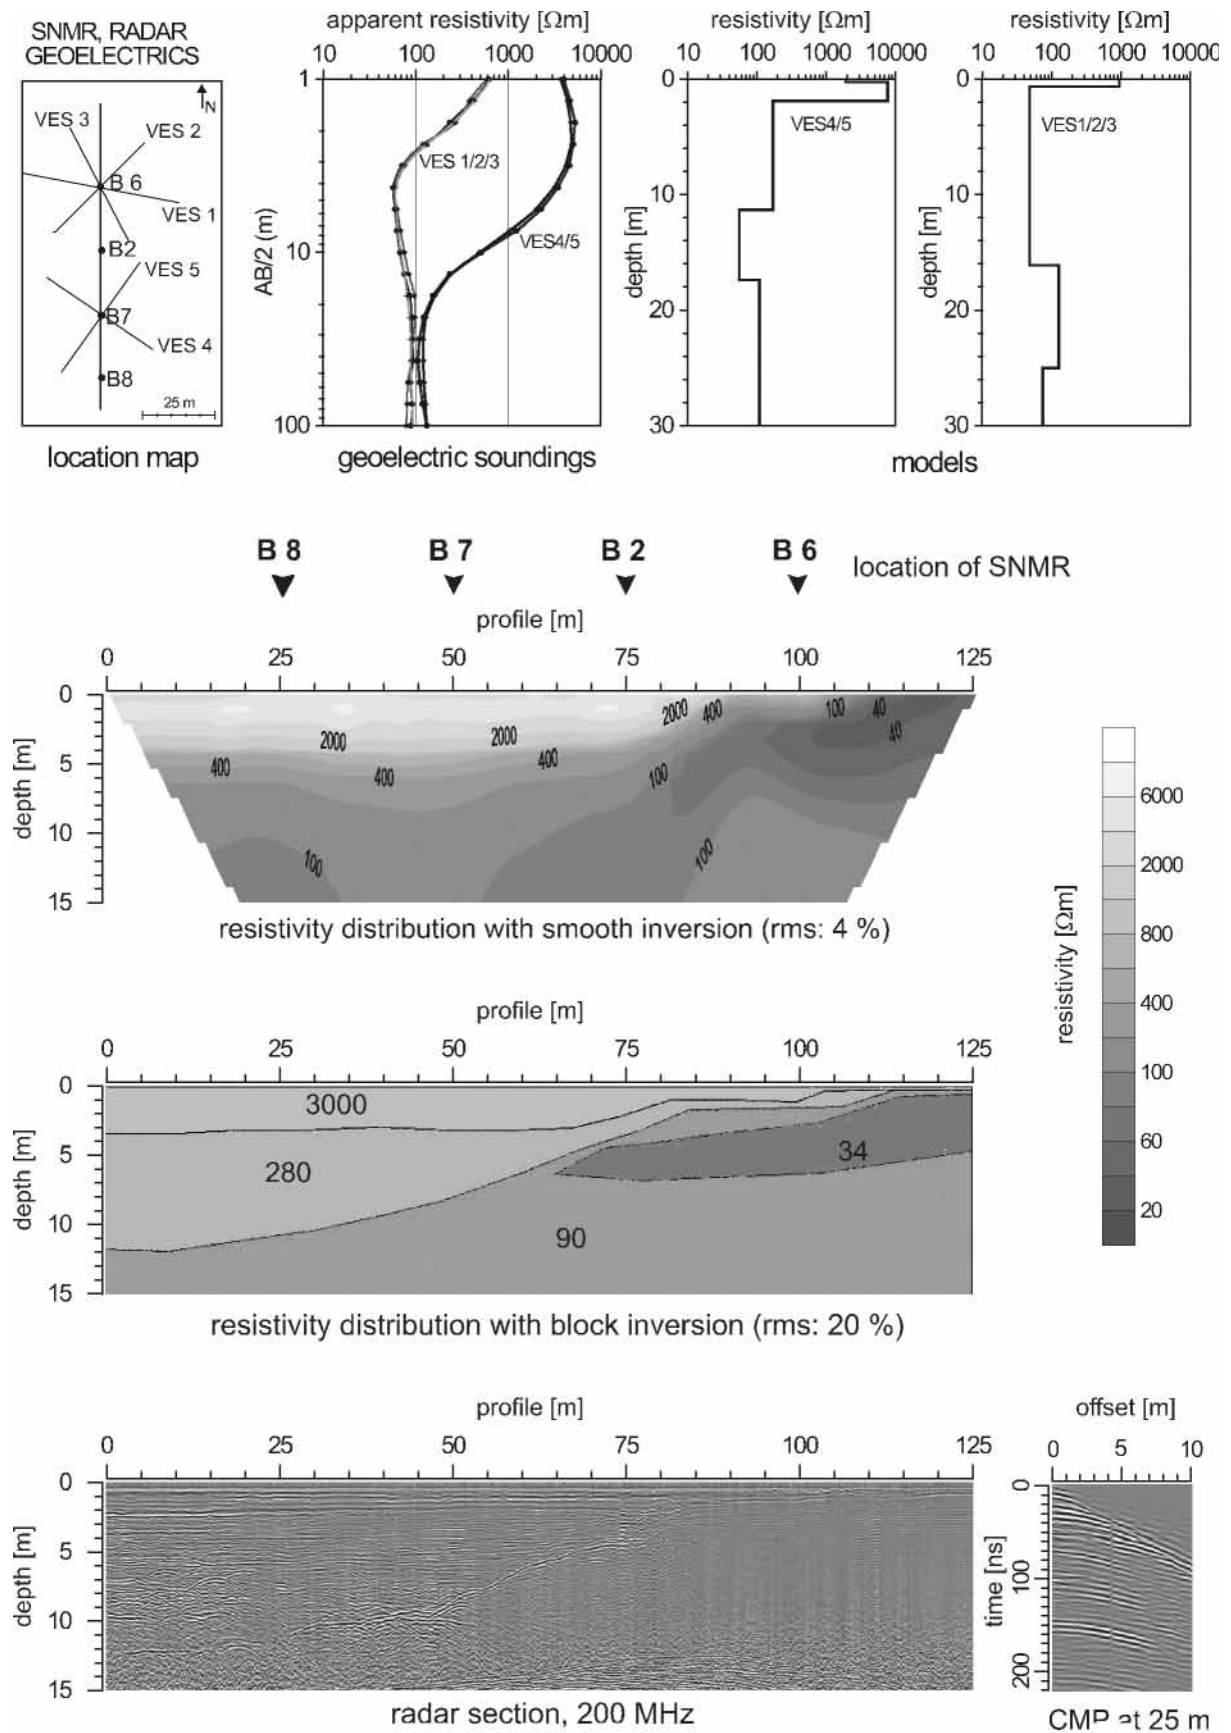 SNMR, RADAR
GEOELECTRICS
N
VES 3
VES 2
B 6
VES 1
B2
VES 5
B7
VES 4
B8
25 m
location map
apparent resistivity [Ωm]
10 100 1000 10000
1
10
100
AB/2 (m)
VES 1/2/3
VES4/5
geoelectric soundings
resistivity [Ωm]
10 100 1000 10000
0
10
20
30
depth [m]
VES4/5
resistivity [Ωm]
10 100 1000 10000
0
10
20
30
depth [m]
VES1/2/3
models
B 8 B 7 B 2 B 6 location of SNMR
profile [m]
0 25 50 75 100 125
0
5
10
15
depth [m]
2000 2000 2000 400 100 40
40
400 400 400 100
100 100
resistivity distribution with smooth inversion (rms: 4 %)
resistivity [Ωm]
6000
2000
800
400
100
60
20
profile [m]
0 25 50 75 100 125
0
5
10
15
depth [m]
3000
280
34
90
resistivity distribution with block inversion (rms: 20 %)
profile [m]
0 25 50 75 100 125
0
5
10
15
depth [m]
radar section, 200 MHz
offset [m]
0 5 10
0
100
200
time [ns]
CMP at 25 m